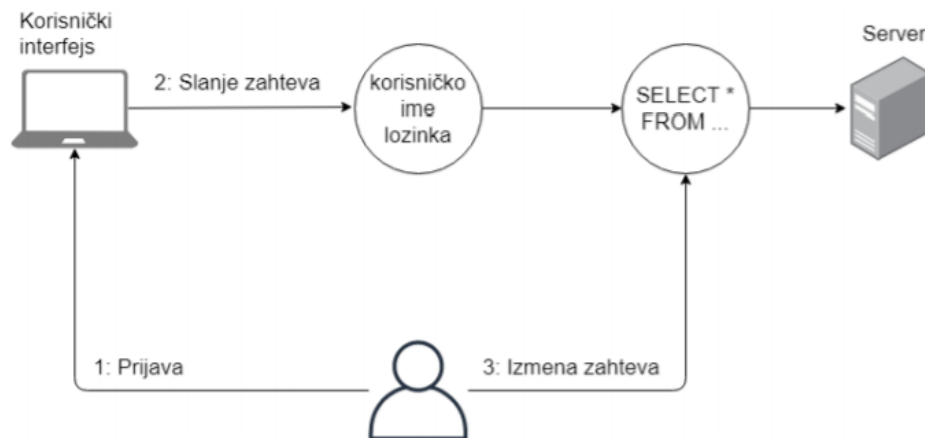 Korisnički
interfejs
Server
2: Slanje zahteva
korisničko
ime
lozinka
SELECT *
FROM ...
1: Prijava
3: Izmena zahteva